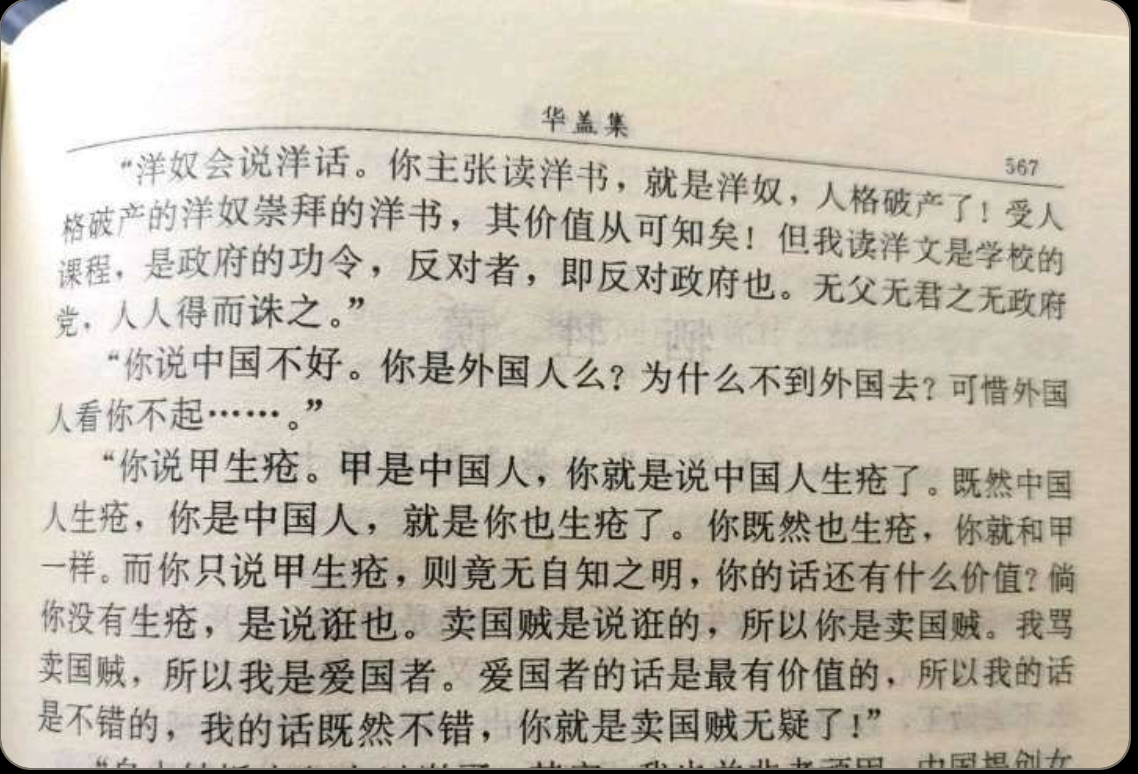 华盖集
567
“洋奴会说洋话。你主张读洋书，就是洋奴，人格破产了！受人
格破产的洋奴崇拜的洋书，其价值从可知矣！但我读洋文是学校的
课程，是政府的功令，反对者，即反对政府也。无父无君之无政府
党，人人得而诛之。”
“你说中国不好。你是外国人么？为什么不到外国去？可惜外国
人看你不起……。”
“你说甲生疮。甲是中国人，你就是说中国人生疮了。既然中国
人生疮，你是中国人，就是你也生疮了。你既然也生疮，你就和甲
一样。而你只说甲生疮，则竟无自知之明，你的话还有什么价值？倘
你没有生疮，是说诳也。卖国贼是说诳的，所以你是卖国贼。我骂
卖国贼，所以我是爱国者。爱国者的话是最有价值的，所以我的话
是不错的，我的话既然不错，你就是卖国贼无疑了！”